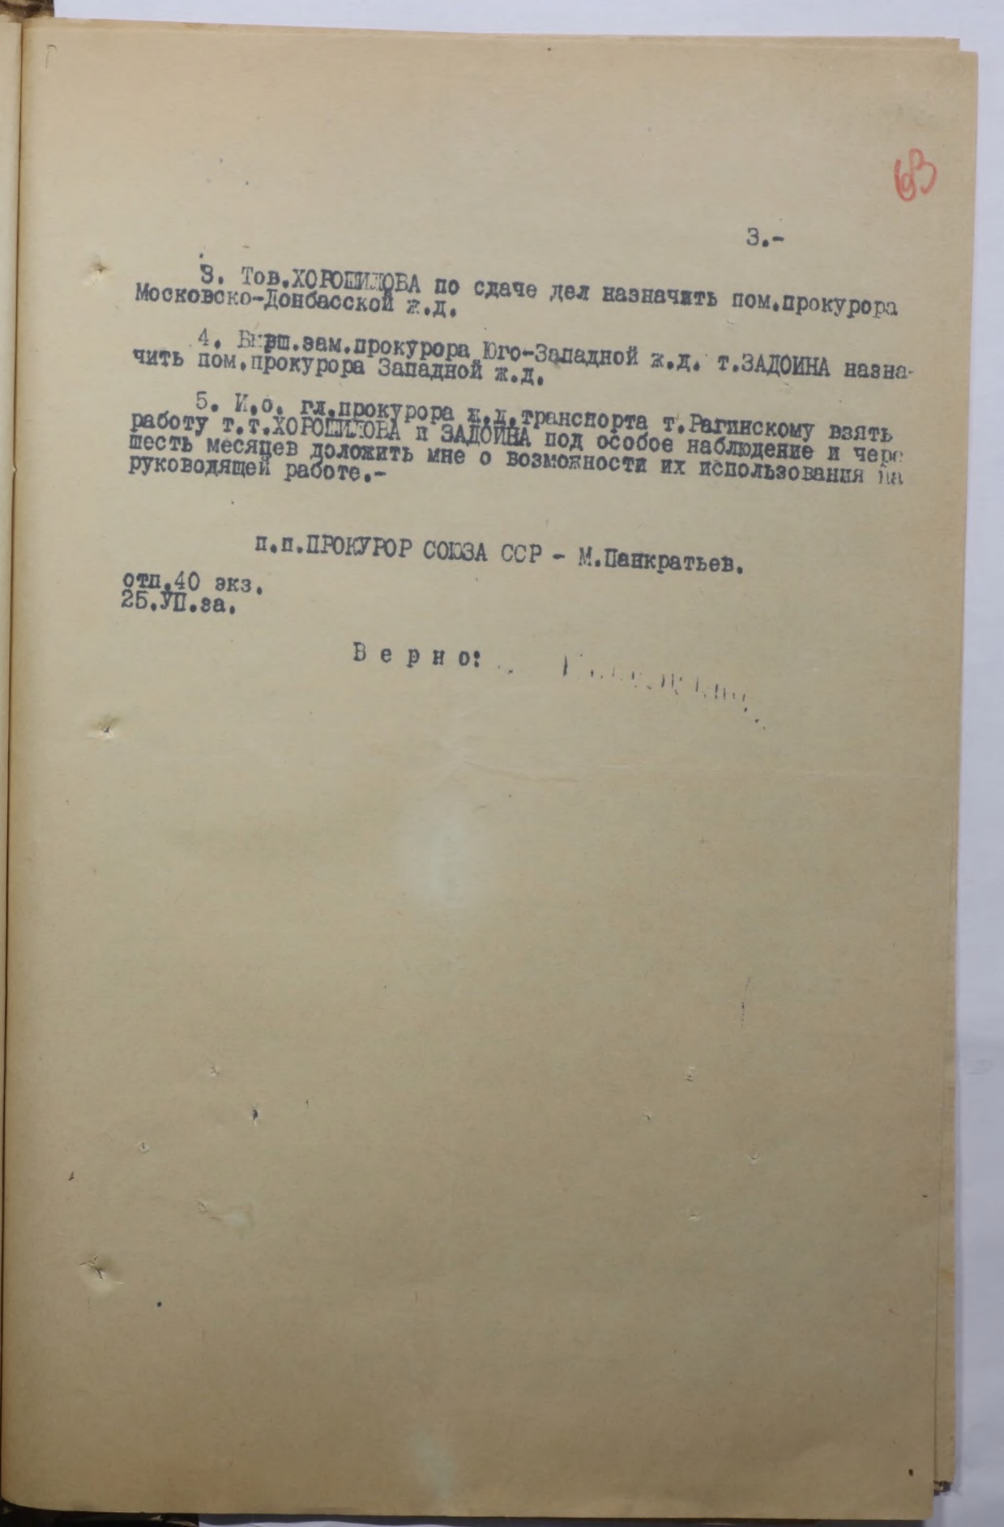 63
3.-
3. Тов.ХОРОШИЛОВА по сдаче дел назначить пом.прокурора
Московско-Донбасской ж.д.
4. Бывш.зам.прокурора Юго-Западной ж.д. т.ЗАДОИНА назна-
чить пом.прокурора Западной ж.д.
5. И.о. гл.прокурора ж.д.транспорта т.Рагинскому взять
работу т.т.ХОРОШИЛОВА и ЗАДОИНА под особое наблюдение и чере
шесть месяцев доложить мне о возможности их использования на
руководящей работе.-
п.п.ПРОКУРОР СОЮЗА ССР - М.Панкратьев.
отп.40 экз.
25.УП.за.
Верно: